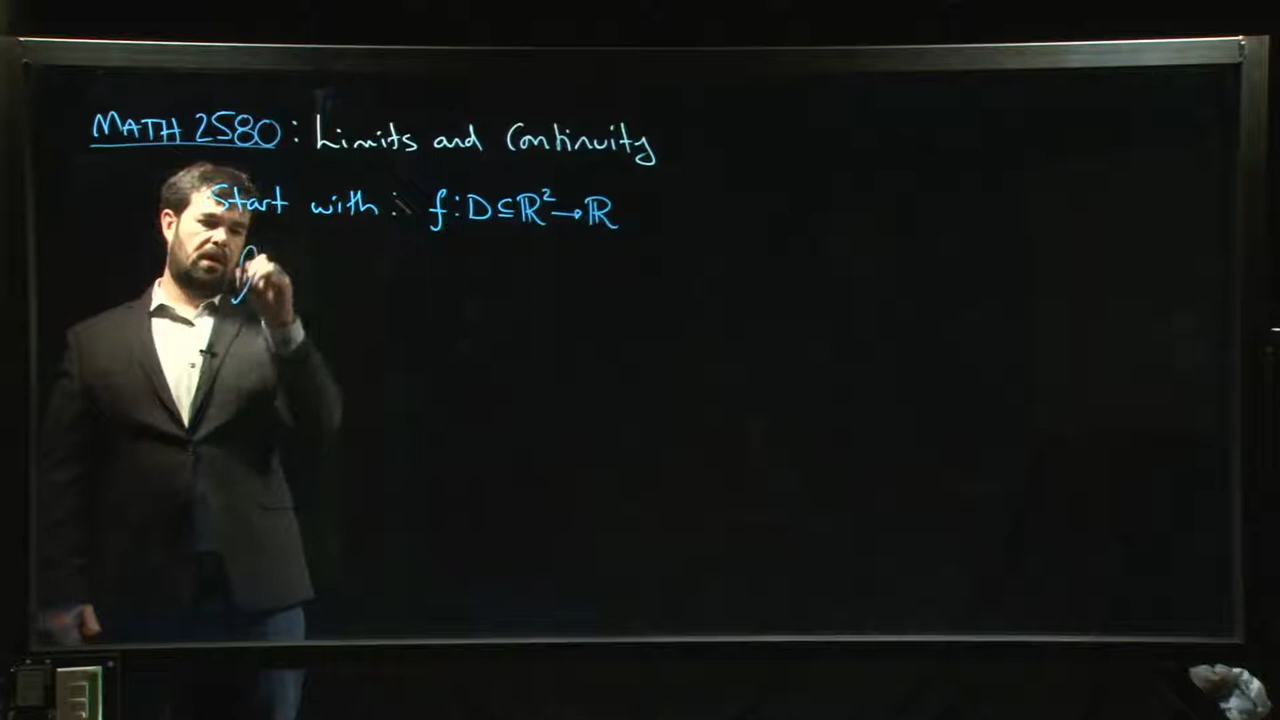 MATH 2580: Limits and Continuity
Start with: f: D ⊆ ℝ² → ℝ